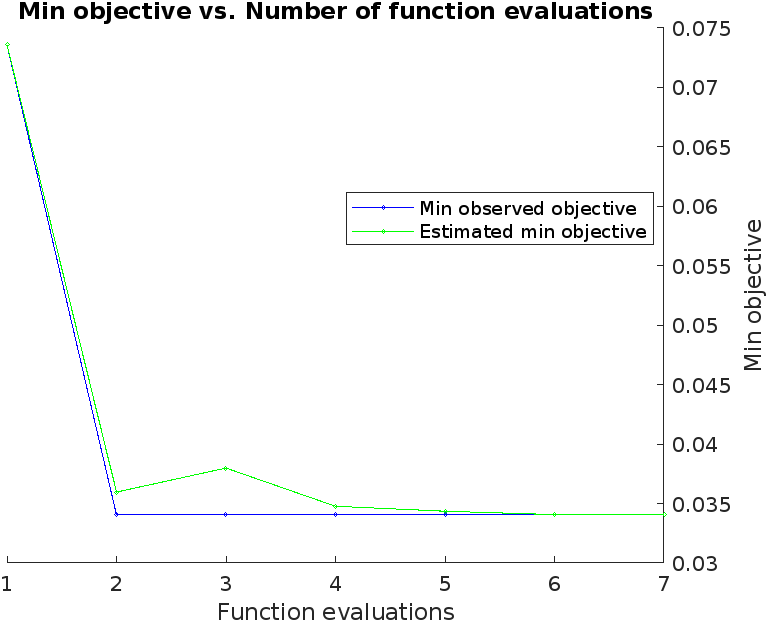 Min objective vs. Number of function evaluations
0.075
0.07
0.065
0.06
0.055
0.05
0.045
0.04
0.035
0.03
Min objective
Min observed objective
Estimated min objective
1 2 3 4 5 6 7
Function evaluations